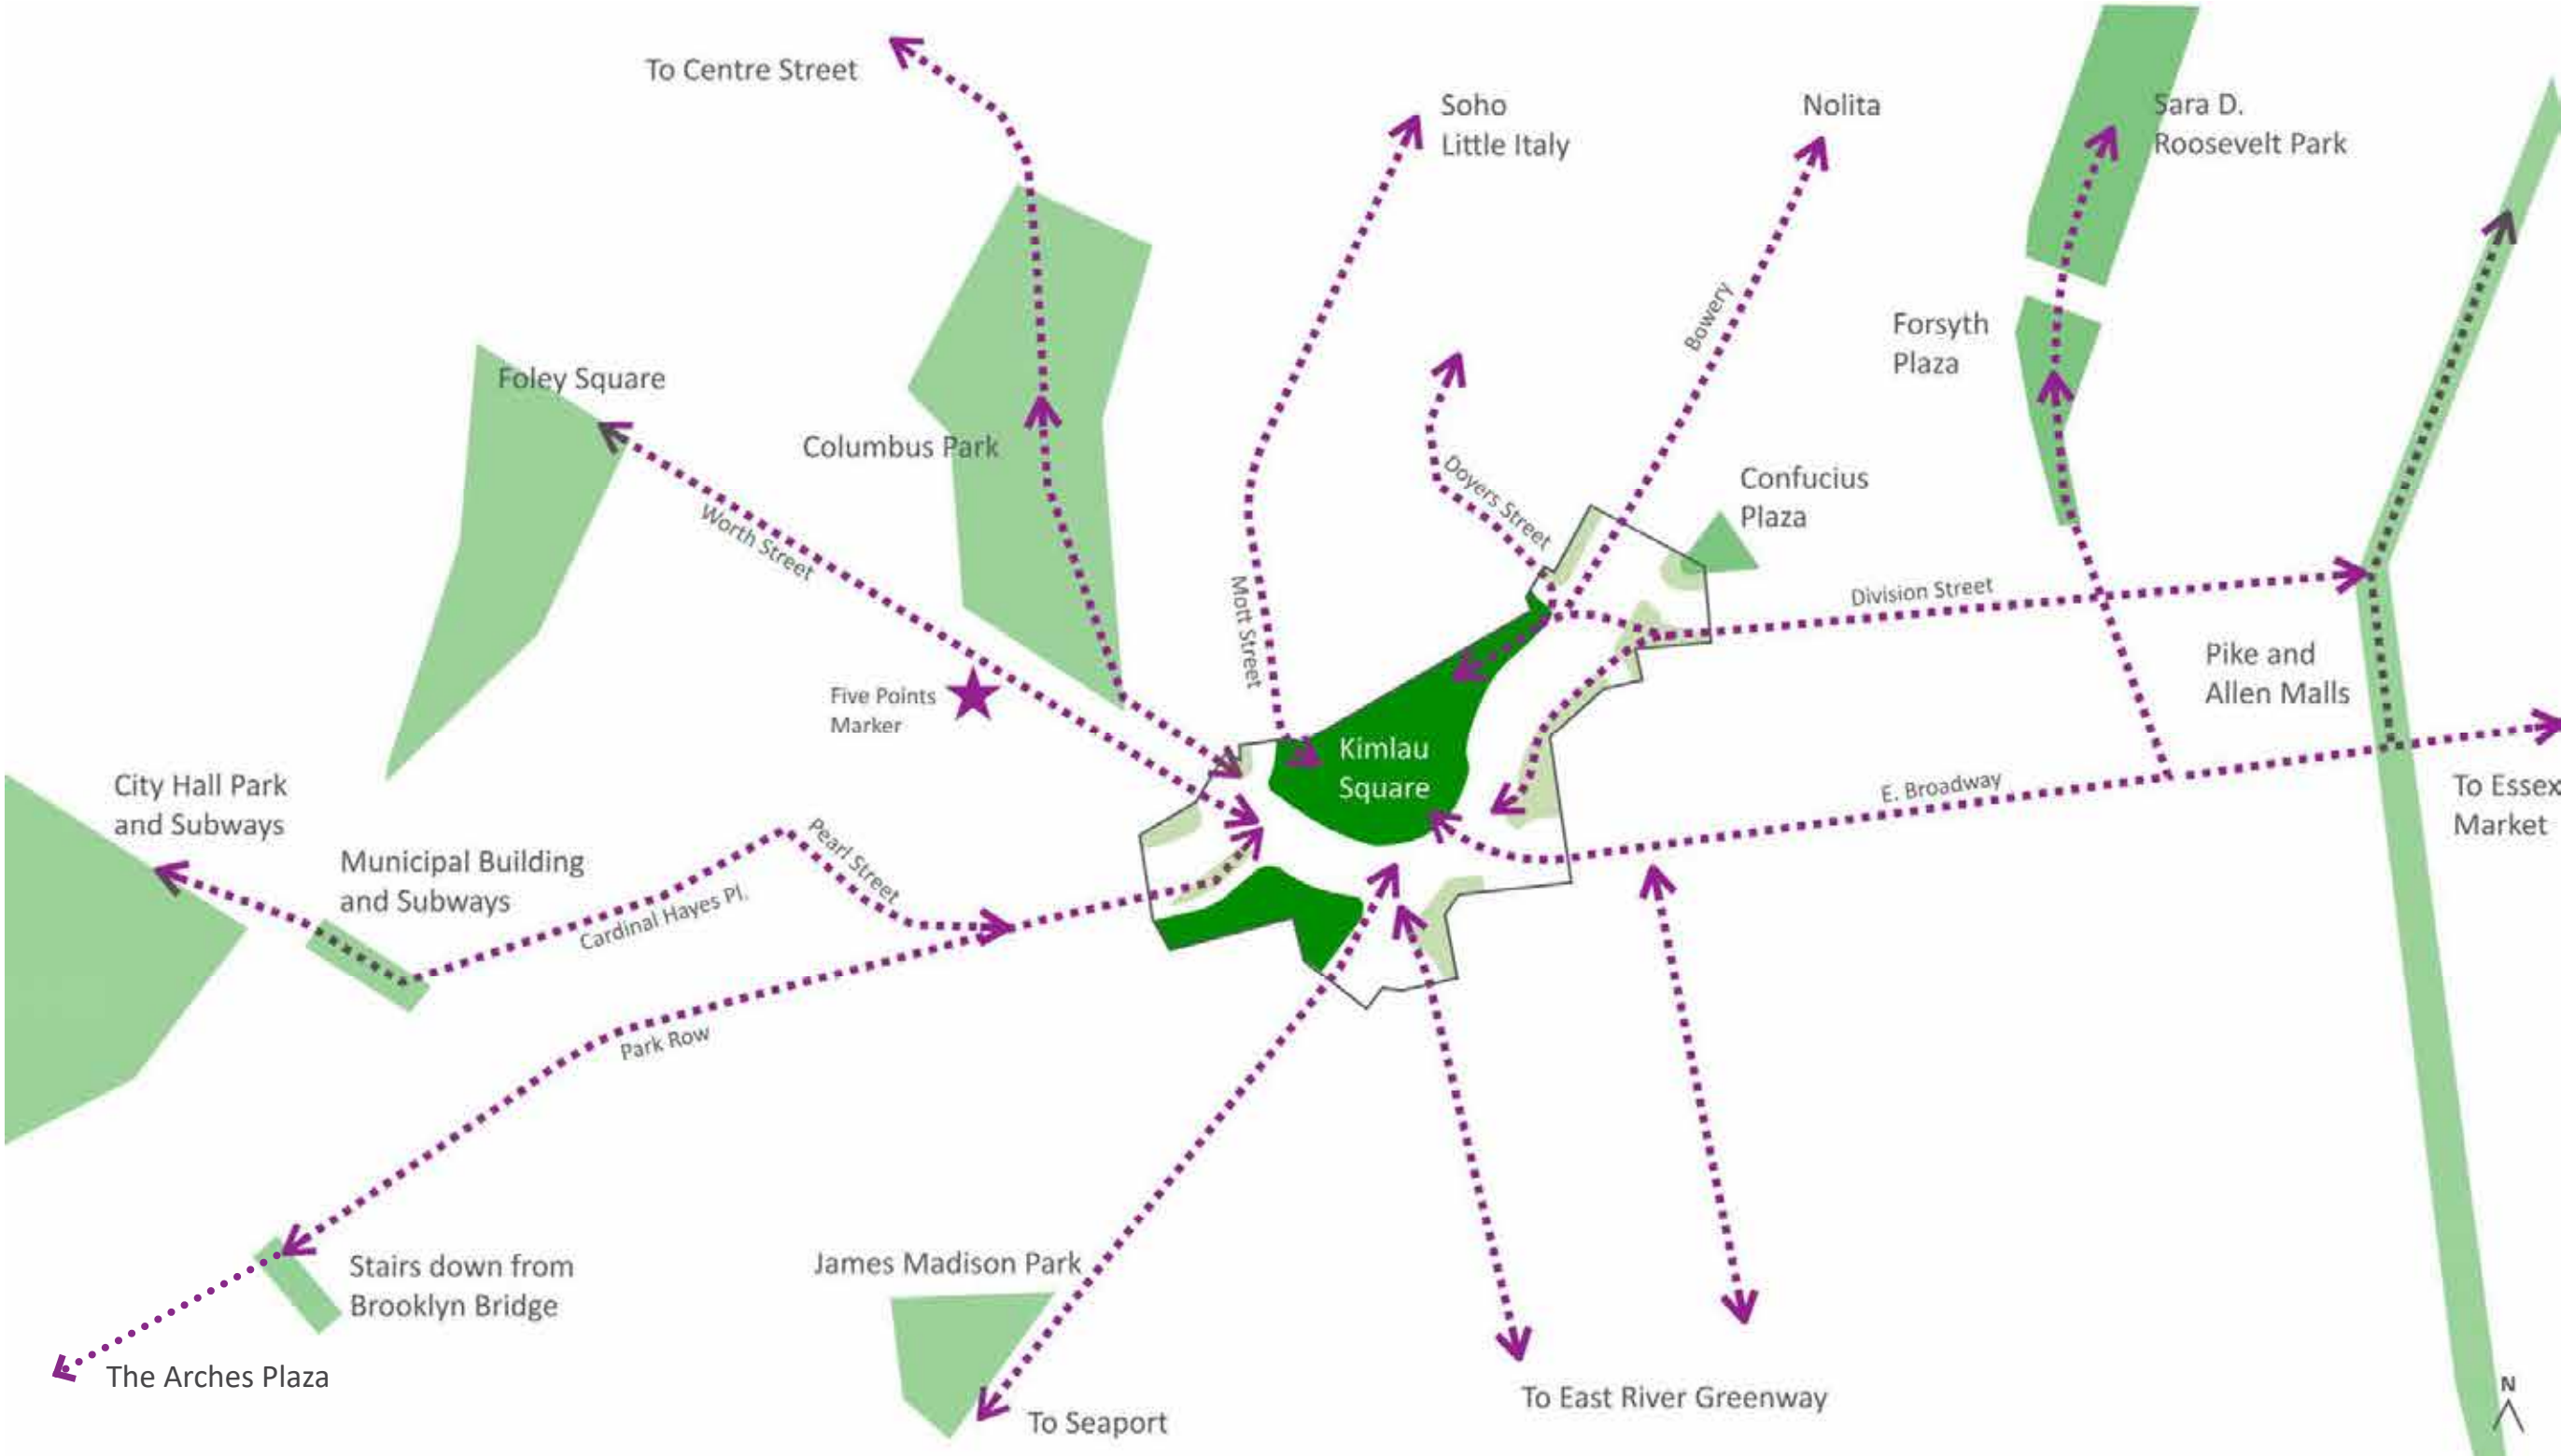 To Centre Street
Soho
Little Italy
Nolita
Sara D.
Roosevelt Park
Bowery
Forsyth
Plaza
Foley Square
Columbus Park
Doyers Street
Confucius
Plaza
Worth Street
Mott Street
Division Street
Five Points
Marker
Pike and
Allen Malls
Kimlau
Square
City Hall Park
and Subways
E. Broadway
To Essex
Market
Municipal Building
and Subways
Pearl Street
Cardinal Hayes Pl.
Park Row
Stairs down from
Brooklyn Bridge
James Madison Park
The Arches Plaza
To East River Greenway
To Seaport
N